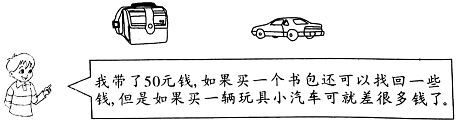 我带了50元钱,如果买一个书包还可以找回一些
钱,但是如果买一辆玩具小汽车可就差很多钱了。